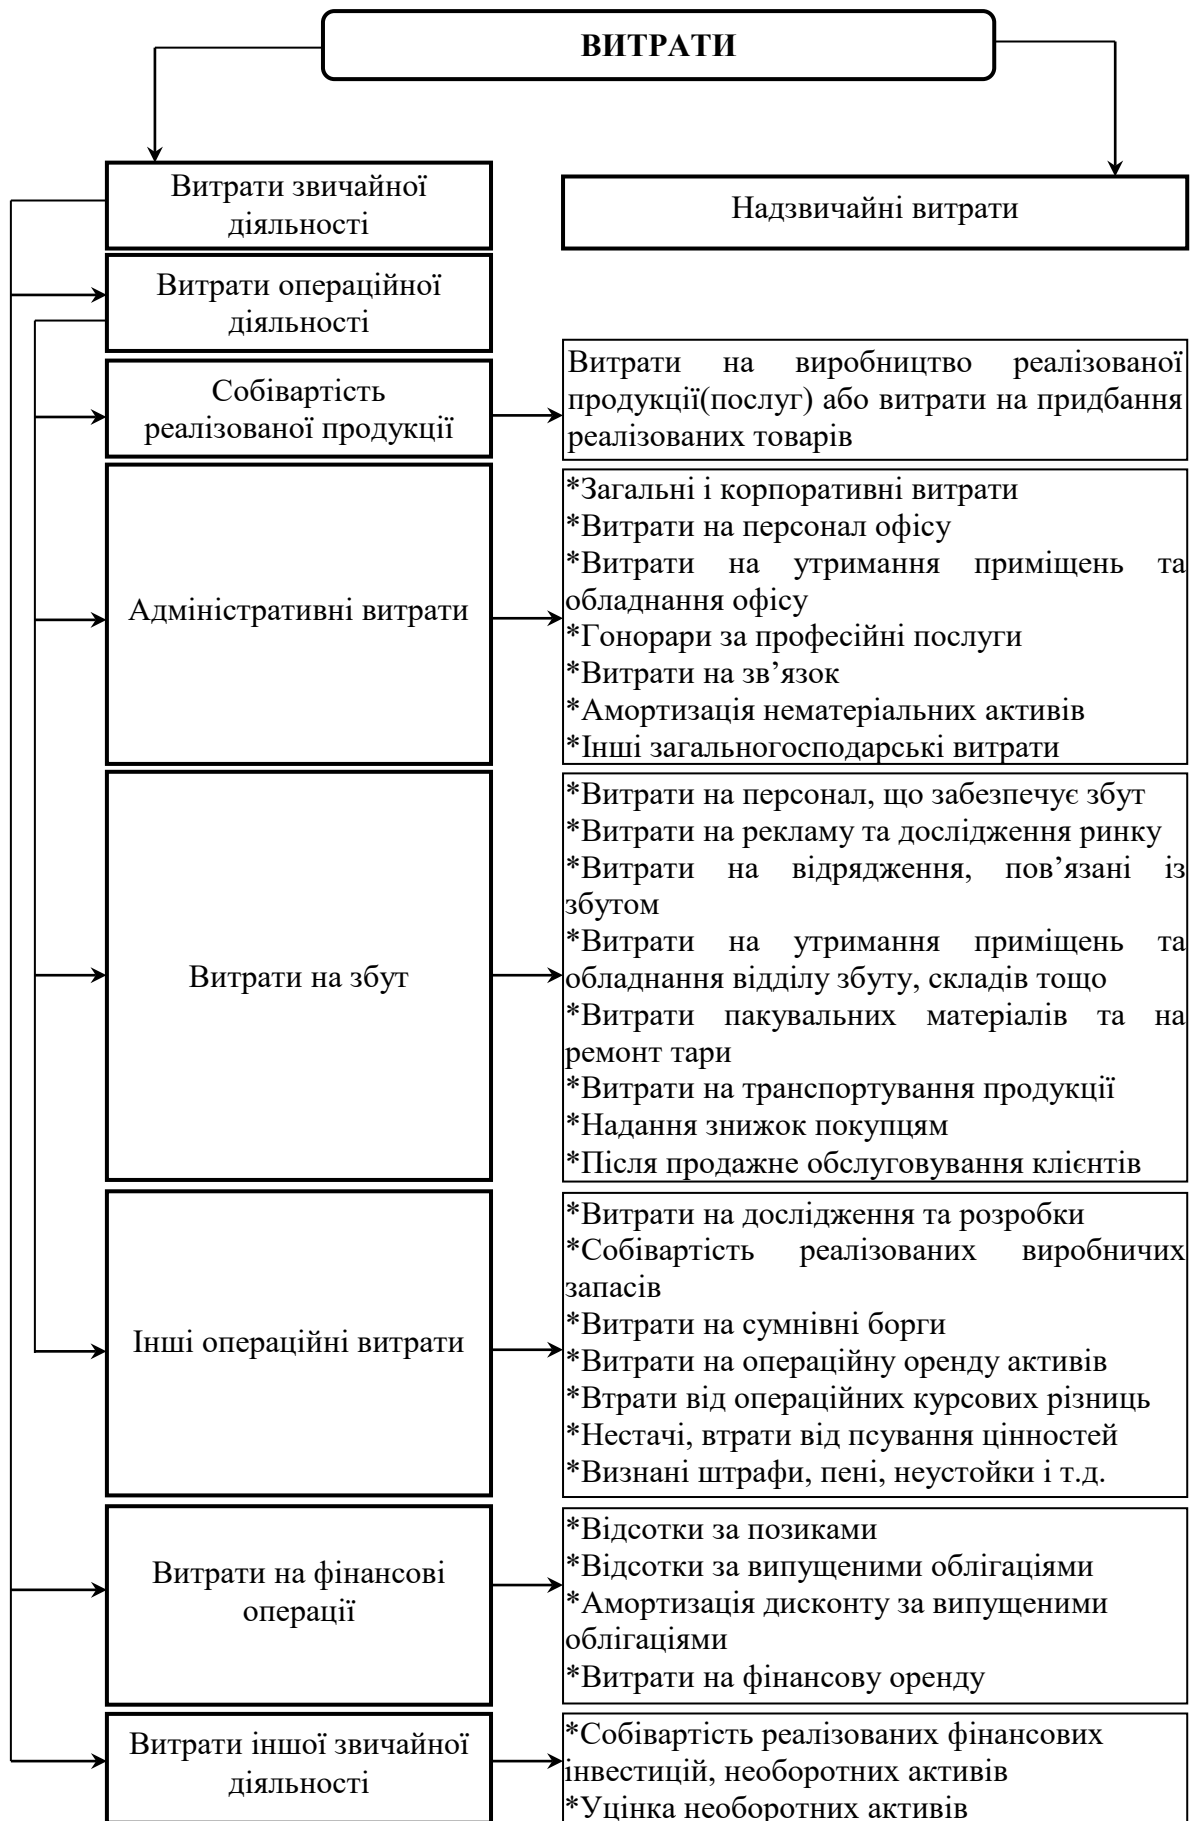 ВИТРАТИ
Витрати звичайної
діяльності
Надзвичайні витрати
Витрати операційної
діяльності
Собівартість
реалізованої продукції
Витрати на виробництво реалізованої
продукції(послуг) або витрати на придбання
реалізованих товарів
Адміністративні витрати
*Загальні і корпоративні витрати
*Витрати на персонал офісу
*Витрати на утримання приміщень та
обладнання офісу
*Гонорари за професійні послуги
*Витрати на зв’язок
*Амортизація нематеріальних активів
*Інші загальногосподарські витрати
Витрати на збут
*Витрати на персонал, що забезпечує збут
*Витрати на рекламу та дослідження ринку
*Витрати на відрядження, пов’язані із
збутом
*Витрати на утримання приміщень та
обладнання відділу збуту, складів тощо
*Витрати пакувальних матеріалів та на
ремонт тари
*Витрати на транспортування продукції
*Надання знижок покупцям
*Після продажне обслуговування клієнтів
Інші операційні витрати
*Витрати на дослідження та розробки
*Собівартість реалізованих виробничих
запасів
*Витрати на сумнівні борги
*Витрати на операційну оренду активів
*Втрати від операційних курсових різниць
*Нестачі, втрати від псування цінностей
*Визнані штрафи, пені, неустойки і т.д.
Витрати на фінансові
операції
*Відсотки за позиками
*Відсотки за випущеними облігаціями
*Амортизація дисконту за випущеними
облігаціями
*Витрати на фінансову оренду
Витрати іншої звичайної
діяльності
*Собівартість реалізованих фінансових
інвестицій, необоротних активів
*Уцінка необоротних активів